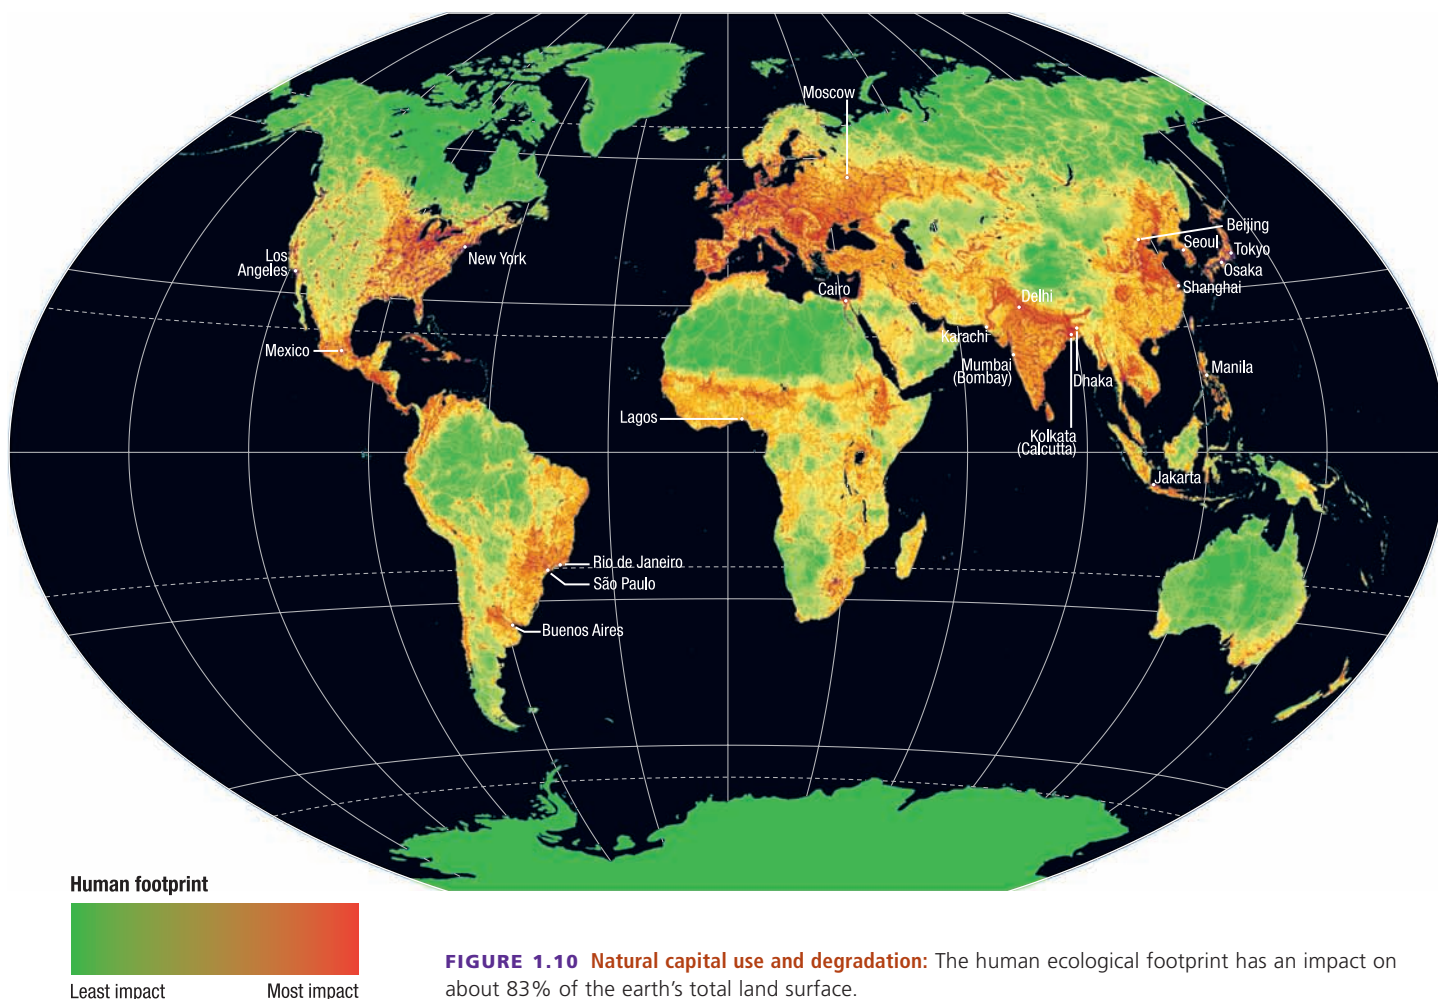 Moscow
Los
Angeles
New York
Mexico
Cairo
Lagos
Karachi
Delhi
Mumbai
(Bombay)
Dhaka
Kolkata
(Calcutta)
Beijing
Seoul
Tokyo
Osaka
Shanghai
Manila
Jakarta
Rio de Janeiro
São Paulo
Buenos Aires
Human footprint
Least impact
Most impact
FIGURE 1.10 Natural capital use and degradation: The human ecological footprint has an impact on
about 83% of the earth's total land surface.